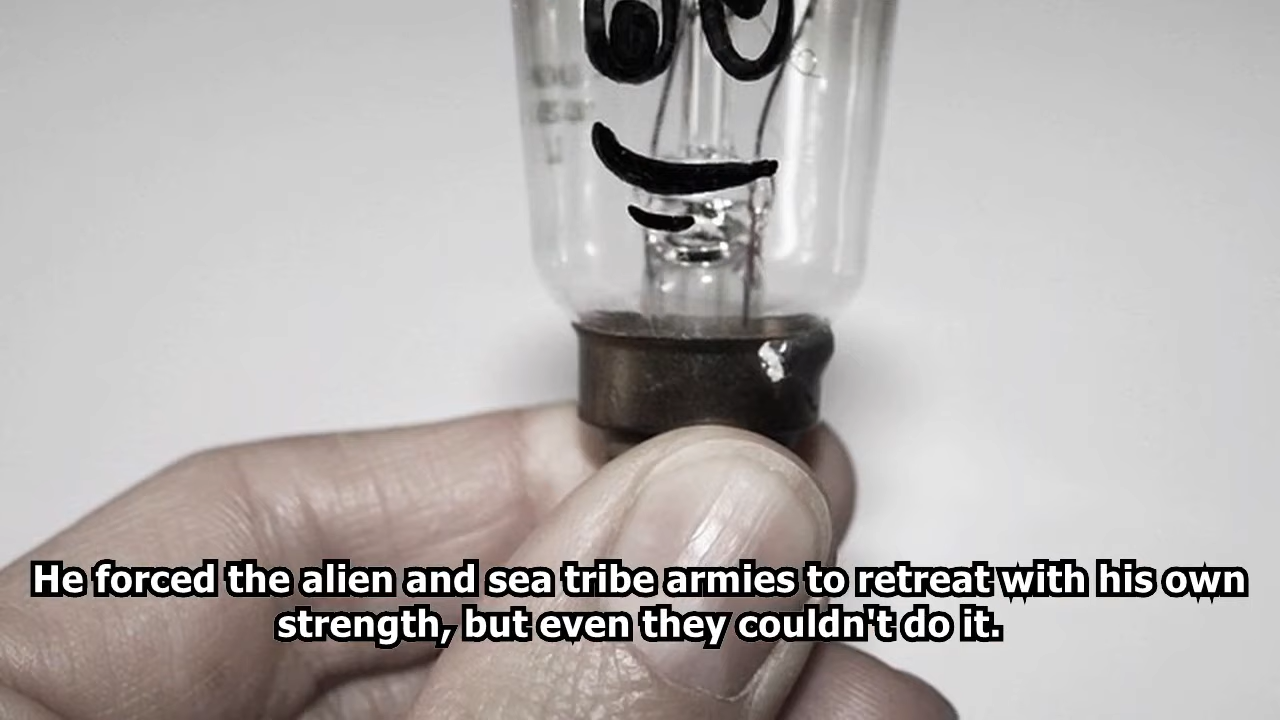 He forced the alien and sea tribe armies to retreat with his own
strength, but even they couldn't do it.